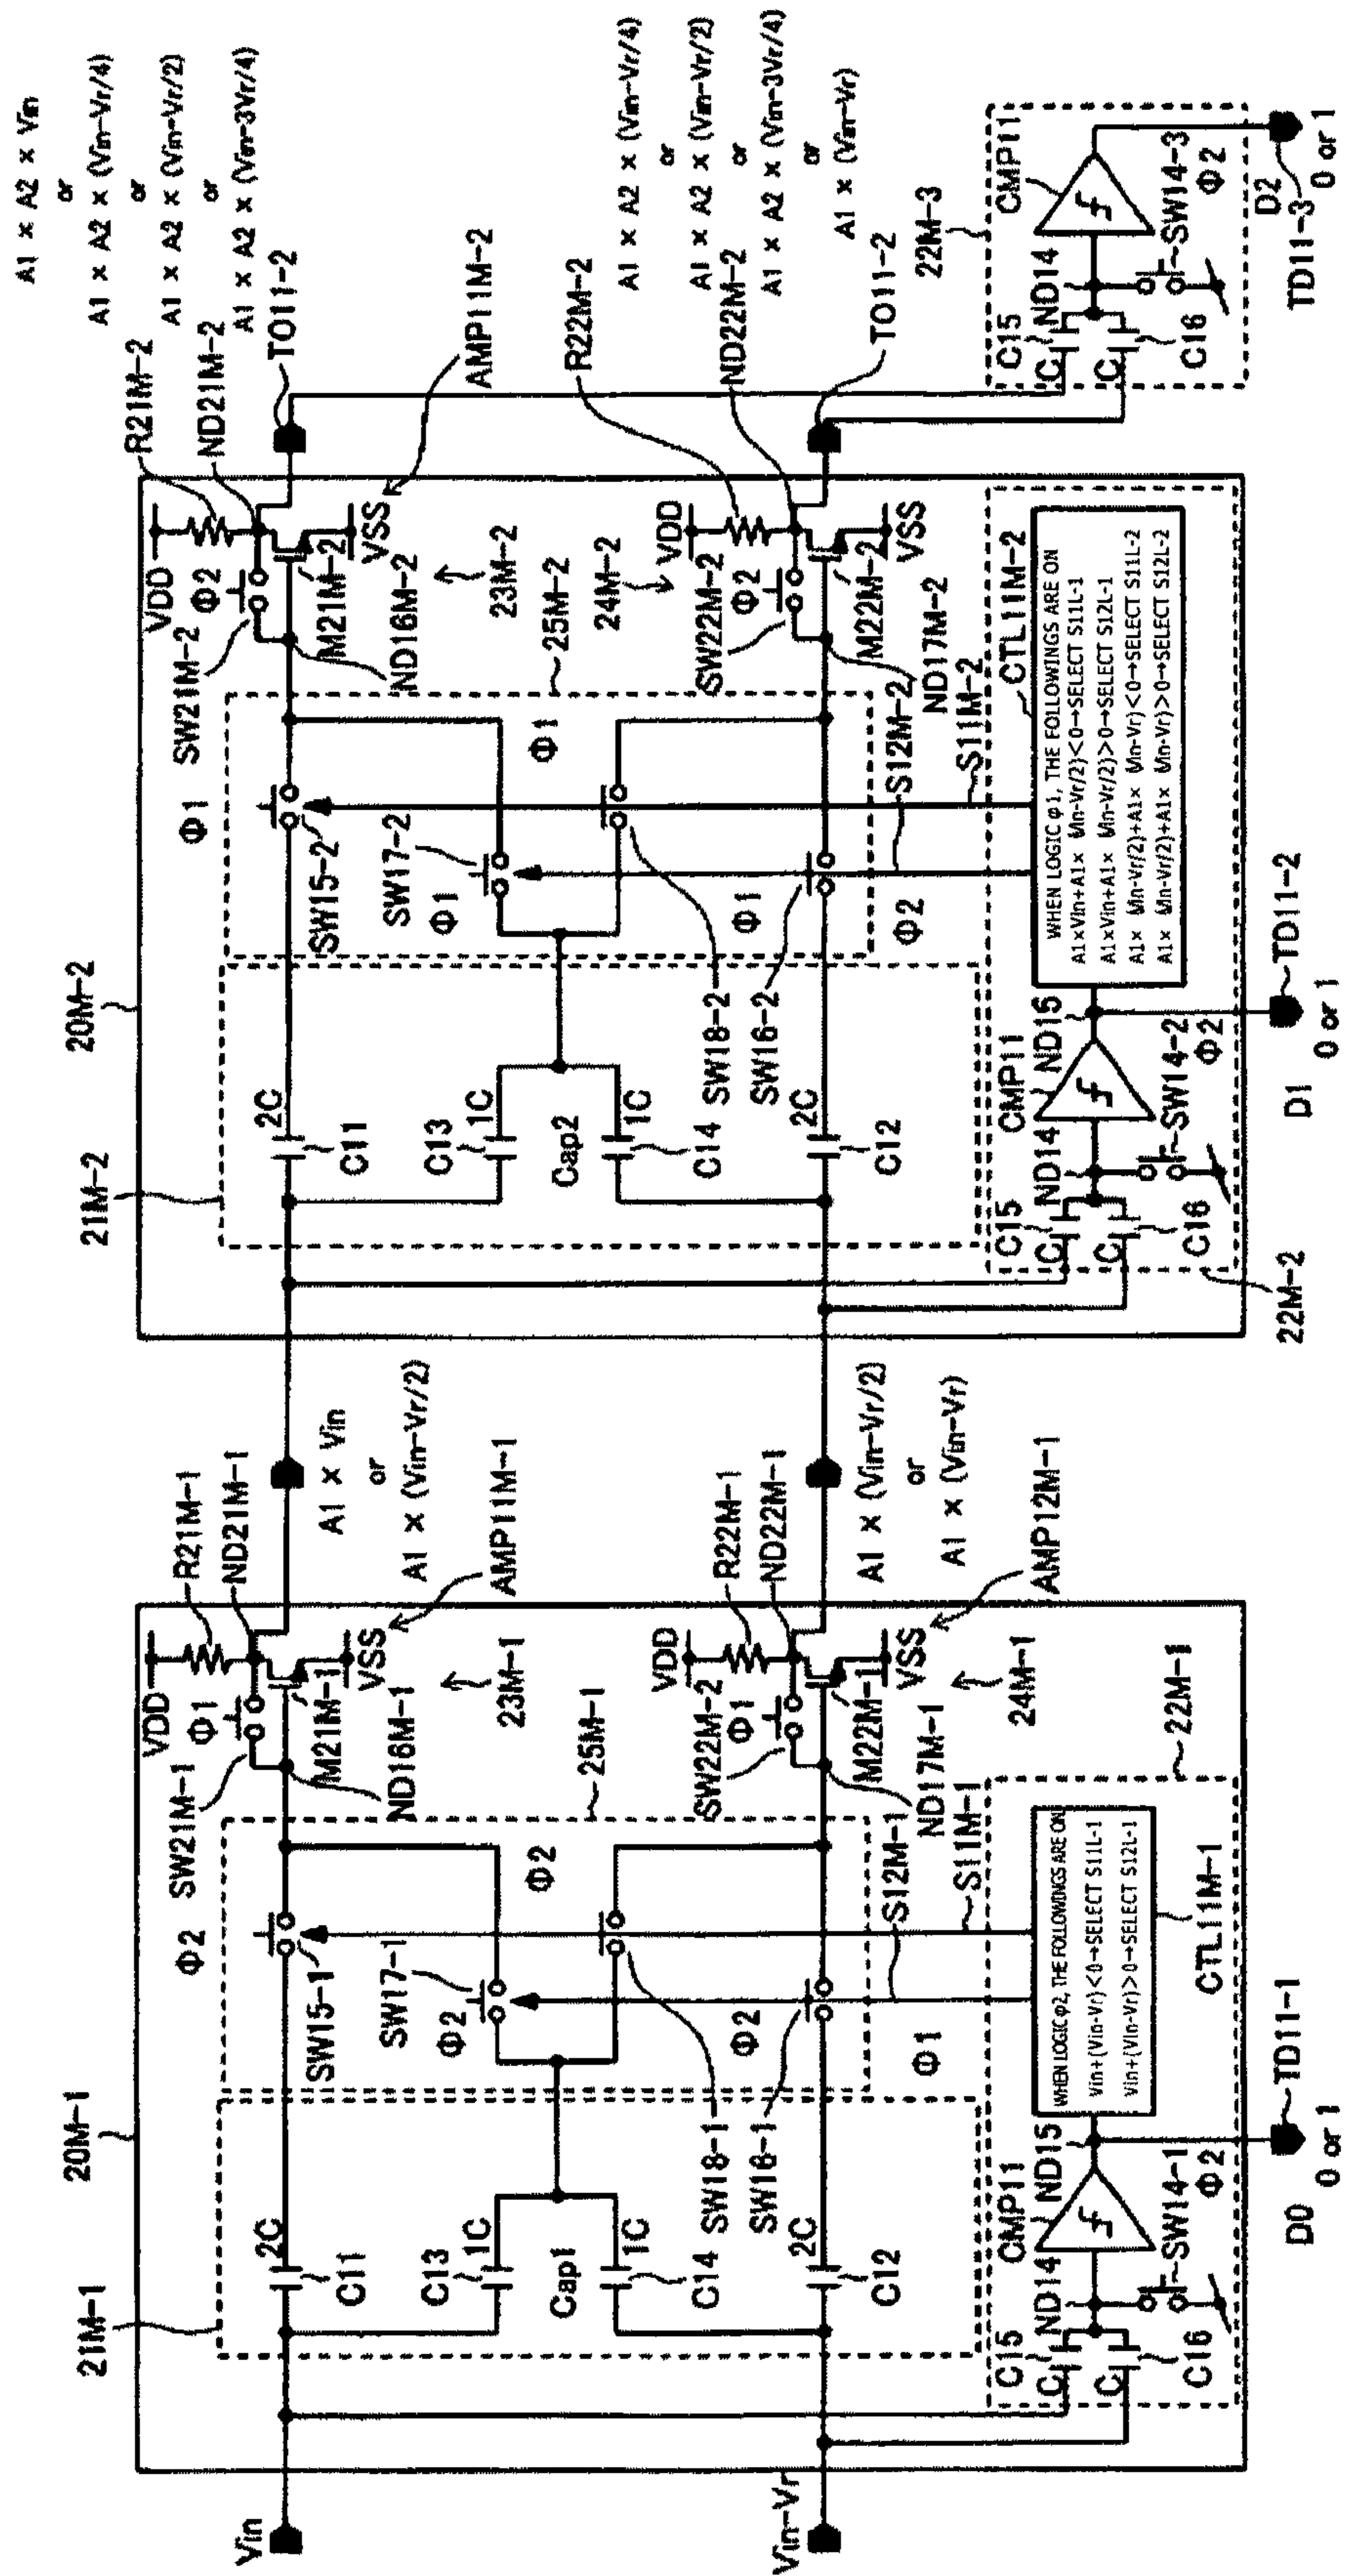 Vin
Vin-Vr
20M-1
21M-1
2C
C11
C13
1C
Cap1
1C
C14
2C
C12
Φ2
SW15-1
SW17-1
Φ2
Φ2
SW18-1
SW16-1
Φ2
Φ1
25M-1
S12M-1
S11M-1
SW21M-1
VDD
Φ1
R21M-1
ND21M-1
M21M-1
ND16M-1
VSS
23M-1
AMP11M-1
SW22M-2
VDD
Φ1
R22M-1
ND22M-1
M22M-1
ND17M-1
VSS
24M-1
AMP12M-1
22M-1
C15
C
C
C16
ND14
CMP11
ND15
SW14-1
Φ2
WHEN LOGIC φ2, THE FOLLOWINGS ARE ON
Vin+(Vin-Vr)<0→SELECT S11L-1
Vin+(Vin-Vr)>0→SELECT S12L-1
CTL11M-1
D0
TD11-1
0 or 1
A1 × Vin
or
A1 × (Vin-Vr/2)
A1 × (Vin-Vr/2)
or
A1 × (Vin-Vr)
20M-2
21M-2
2C
C11
C13
1C
Cap2
1C
C14
2C
C12
Φ1
SW15-2
SW17-2
Φ1
Φ1
SW18-2
SW16-2
Φ1
Φ2
25M-2
S12M-2
S11M-2
SW21M-2
VDD
Φ2
R21M-2
ND21M-2
M21M-2
ND16M-2
VSS
23M-2
AMP11M-2
24M-2
SW22M-2
VDD
Φ2
R22M-2
ND22M-2
M22M-2
ND17M-2
VSS
22M-2
C15
C
C
C16
ND14
CMP11
ND15
SW14-2
Φ2
WHEN LOGIC φ1, THE FOLLOWINGS ARE ON
A1×Vin+A1× (Vin-Vr/2)<0→SELECT S11L-1
A1×Vin+A1× (Vin-Vr/2)>0→SELECT S12L-1
A1× (Vin-Vr/2)+A1× (Vin-Vr)<0→SELECT S11L-2
A1× (Vin-Vr/2)+A1× (Vin-Vr)>0→SELECT S12L-2
CTL11M-2
D1
TD11-2
0 or 1
A1 × A2 × Vin
or
A1 × A2 × (Vin-Vr/4)
or
A1 × A2 × (Vin-Vr/2)
or
A1 × A2 × (Vin-3Vr/4)
TO11-2
A1 × A2 × (Vin-Vr/4)
or
A1 × A2 × (Vin-Vr/2)
or
A1 × A2 × (Vin-3Vr/4)
or
A1 × (Vin-Vr)
TO11-2
22M-3
C15
C
C
C16
ND14
CMP11
SW14-3
Φ2
D2
TD11-3
0 or 1